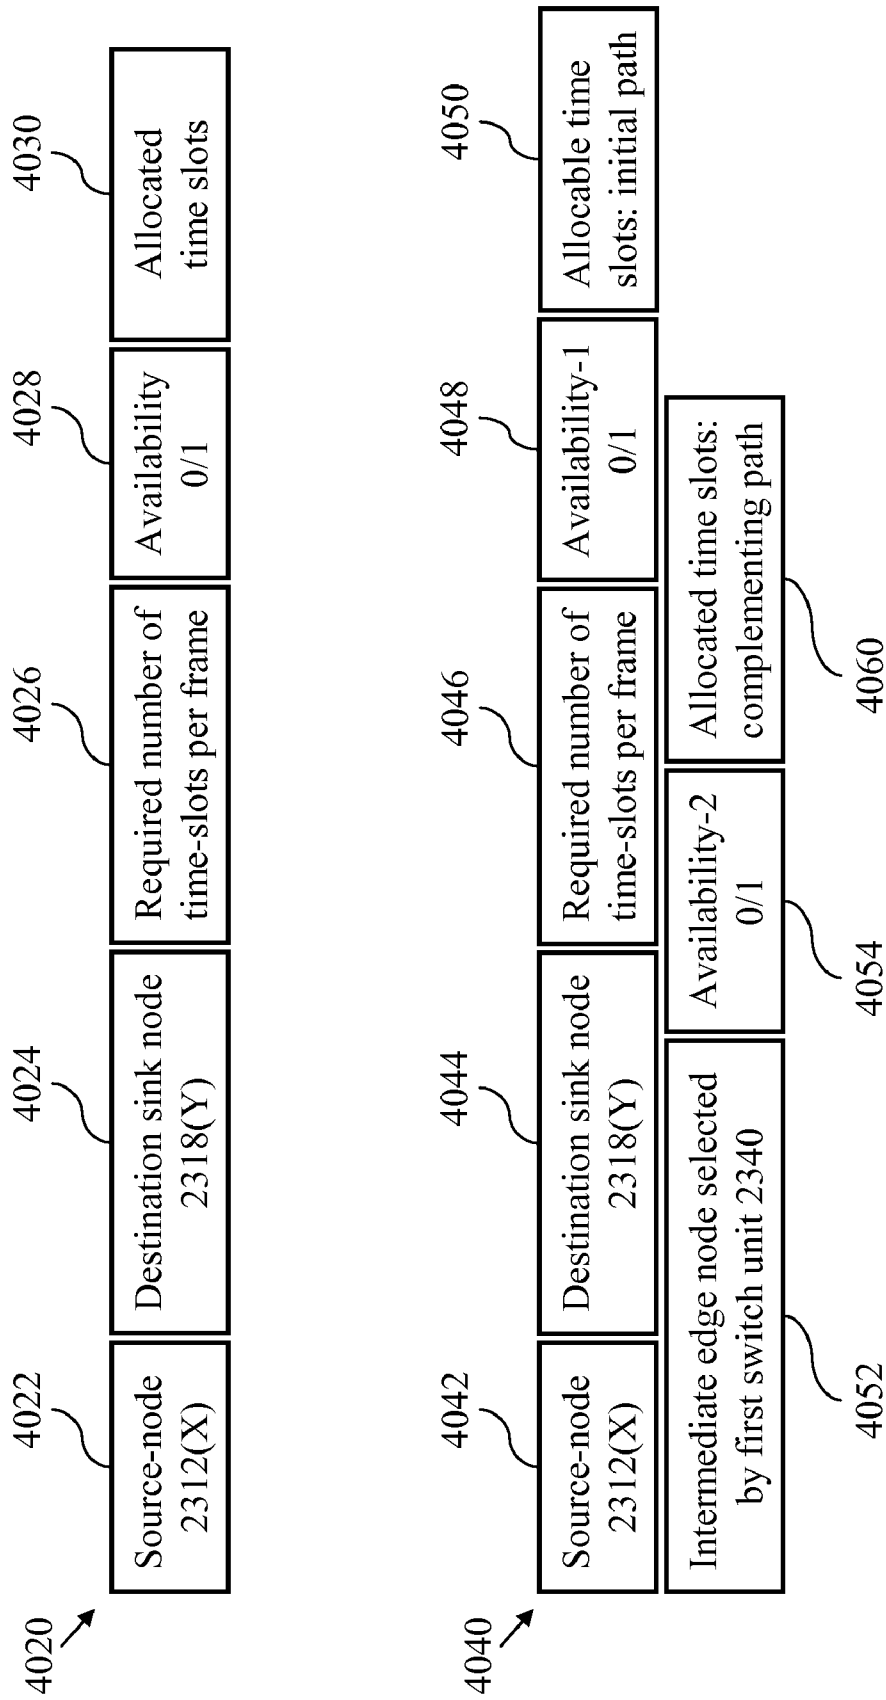 4020
4022
4024
4026
4028
4030
Source-node
2312(X)
Destination sink node
2318(Y)
Required number of
time-slots per frame
Availability
0/1
Allocated
time slots
4040
4042
4044
4046
4048
4050
Source-node
2312(X)
Destination sink node
2318(Y)
Required number of
time-slots per frame
Availability-1
0/1
Allocable time
slots: initial path
Intermediate edge node selected
by first switch unit 2340
Availability-2
0/1
Allocated time slots:
complementing path
4052
4054
4060